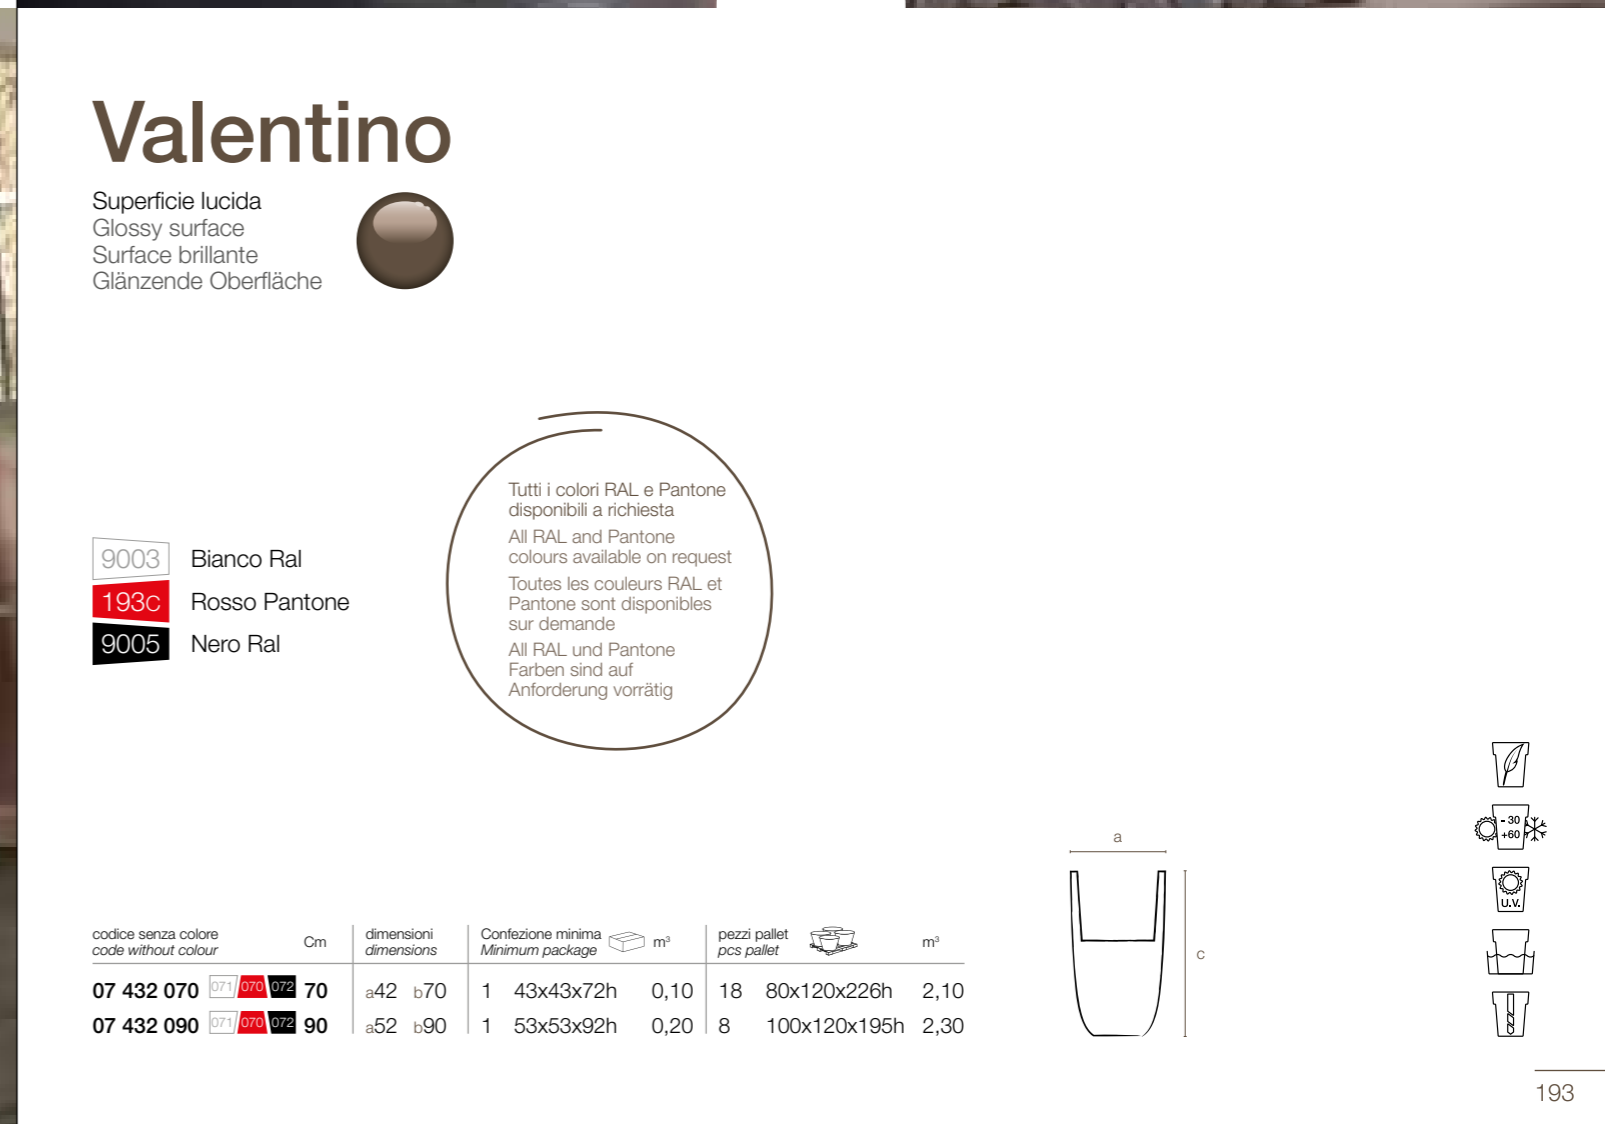 Valentino
Superficie lucida
Glossy surface
Surface brillante
Glänzende Oberfläche
Tutti i colori RAL e Pantone
disponibili a richiesta
All RAL and Pantone
colours available on request
Toutes les couleurs RAL et
Pantone sont disponibles
sur demande
All RAL und Pantone
Farben sind auf
Anforderung vorrätig
9003 Bianco Ral
193C Rosso Pantone
9005 Nero Ral
- 30
+60
U.V.
a
c
codice senza colore Cm dimensioni Confezione minima m³ pezzi pallet m³
code without colour dimensions Minimum package pcs pallet
07 432 070 071 070 072 70 a42 b70 1 43x43x72h 0,10 18 80x120x226h 2,10
07 432 090 071 070 072 90 a52 b90 1 53x53x92h 0,20 8 100x120x195h 2,30
193